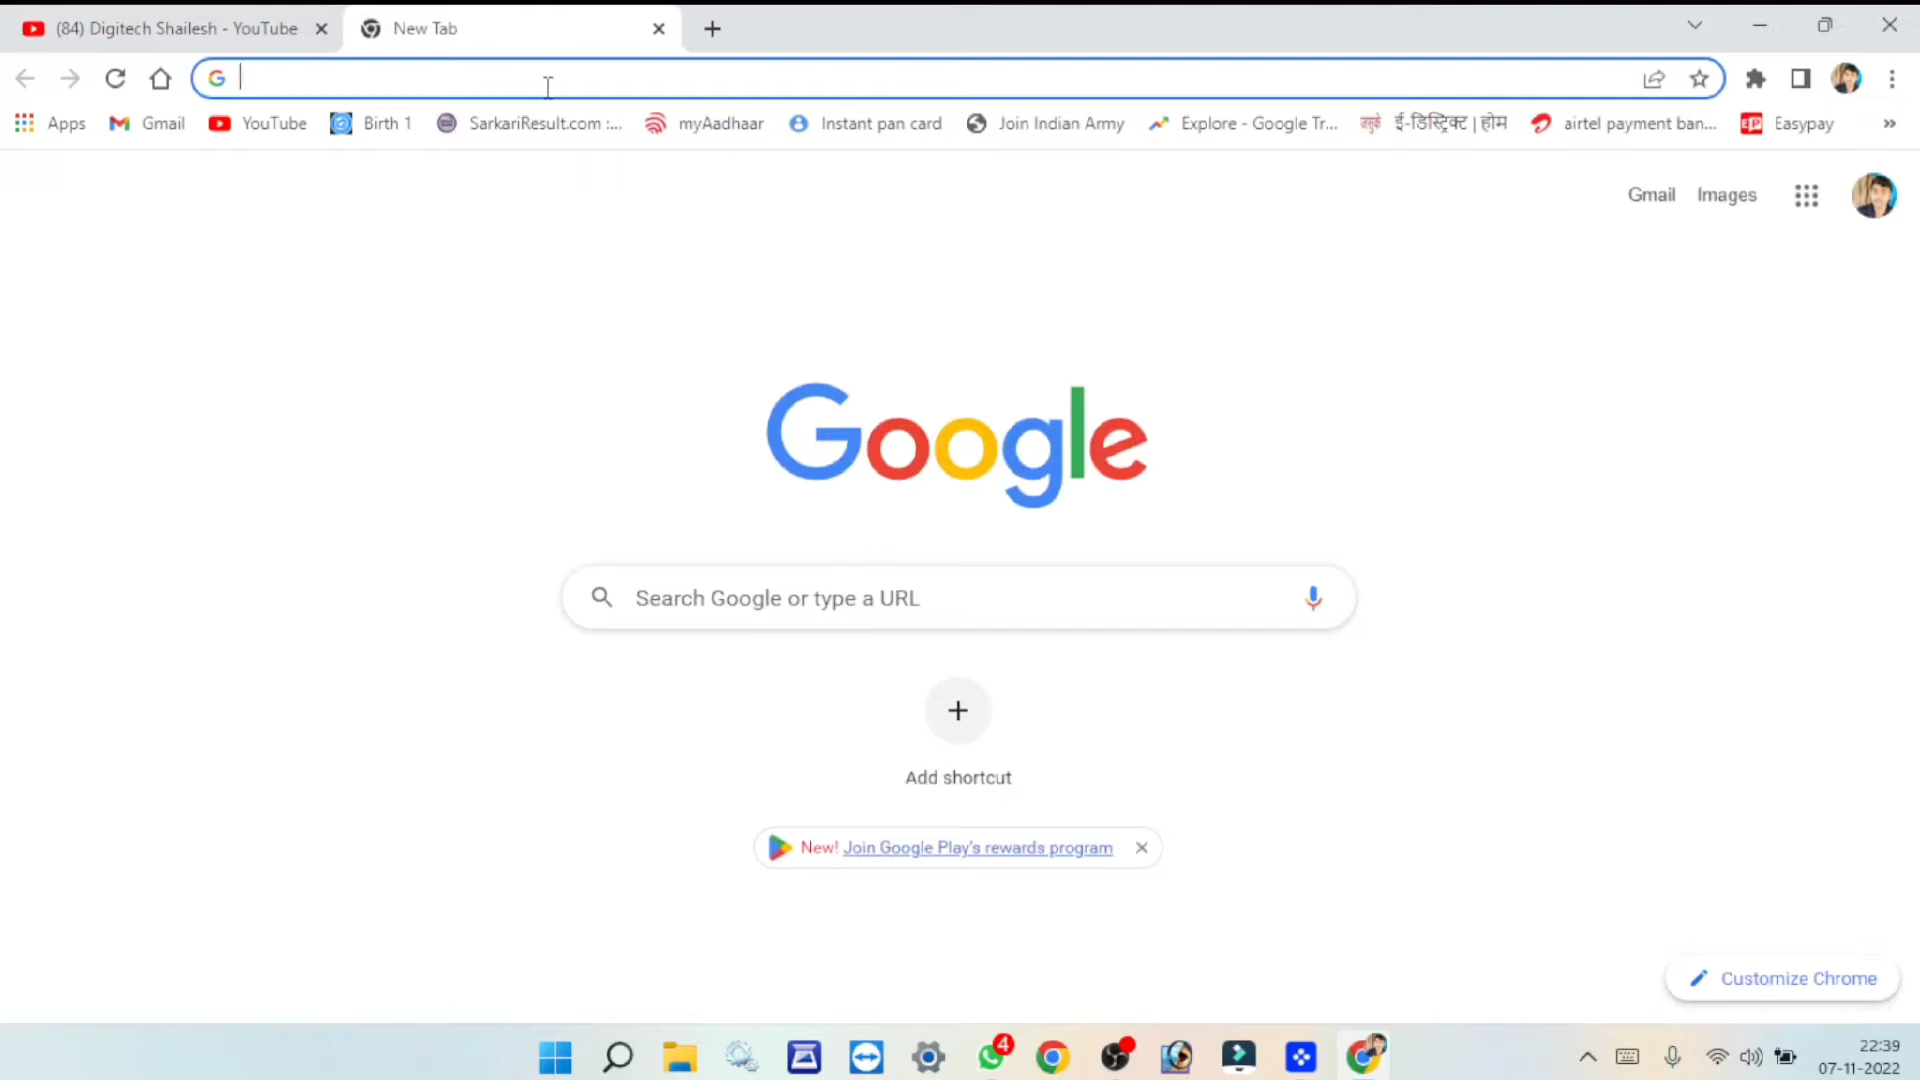 (84) Digitech Shailesh - YouTube
New Tab
Apps
Gmail
YouTube
Birth 1
SarkariResult.com :...
myAadhaar
Instant pan card
Join Indian Army
Explore - Google Tr...
ई-डिस्ट्रिक्ट | होम
airtel payment ban...
EP
Easypay
Gmail
Images
Google
Search Google or type a URL
Add shortcut
New! Join Google Play's rewards program
Customize Chrome
4
22:39
07-11-2022